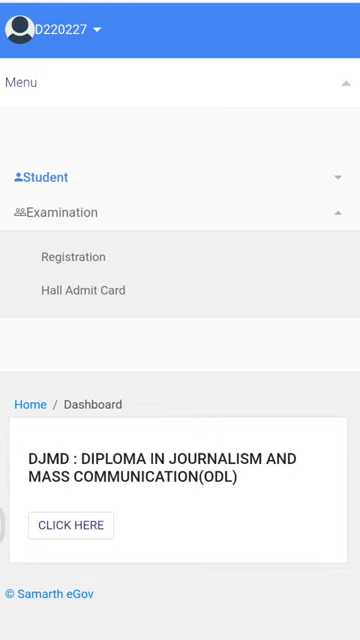 D220227
Menu
Student
Examination
Registration
Hall Admit Card
Home / Dashboard
DJMD : DIPLOMA IN JOURNALISM AND
MASS COMMUNICATION(ODL)
CLICK HERE
© Samarth eGov